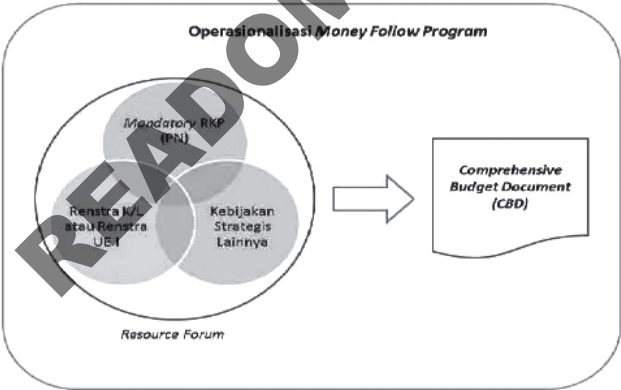 Operasionalisasi Money Follow Program
Mandatory RKP
(PN)
Renstra K/L
atau Renstra
UE I
Kebijakan
Strategis
Lainnya
Resource Forum
Comprehensive
Budget Document
(CBD)